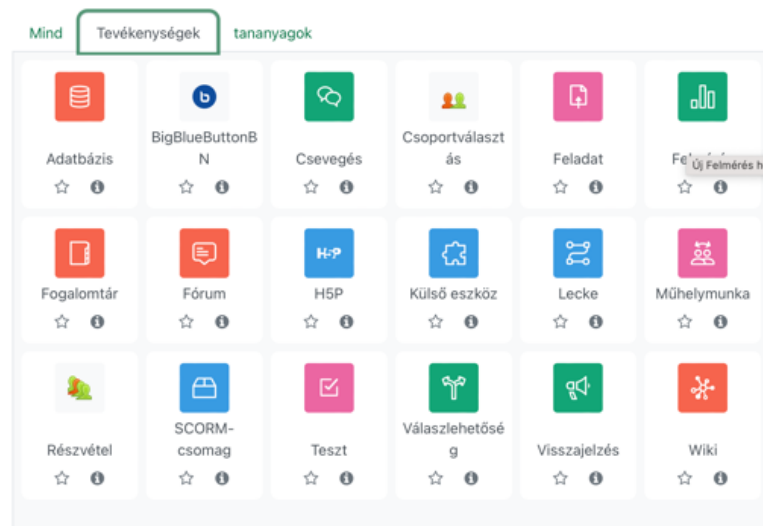 Mind Tevékenységek tananyagok
Adatbázis
BigBlueButtonB
N
Csevegés
Csoportválaszt
ás
Feladat
Új Felmérés h
Fogalomtár
Fórum
H5P
H5P
Külső eszköz
Lecke
Műhelymunka
Részvétel
SCORM-
csomag
Teszt
Válaszlehetősé
g
Visszajelzés
Wiki